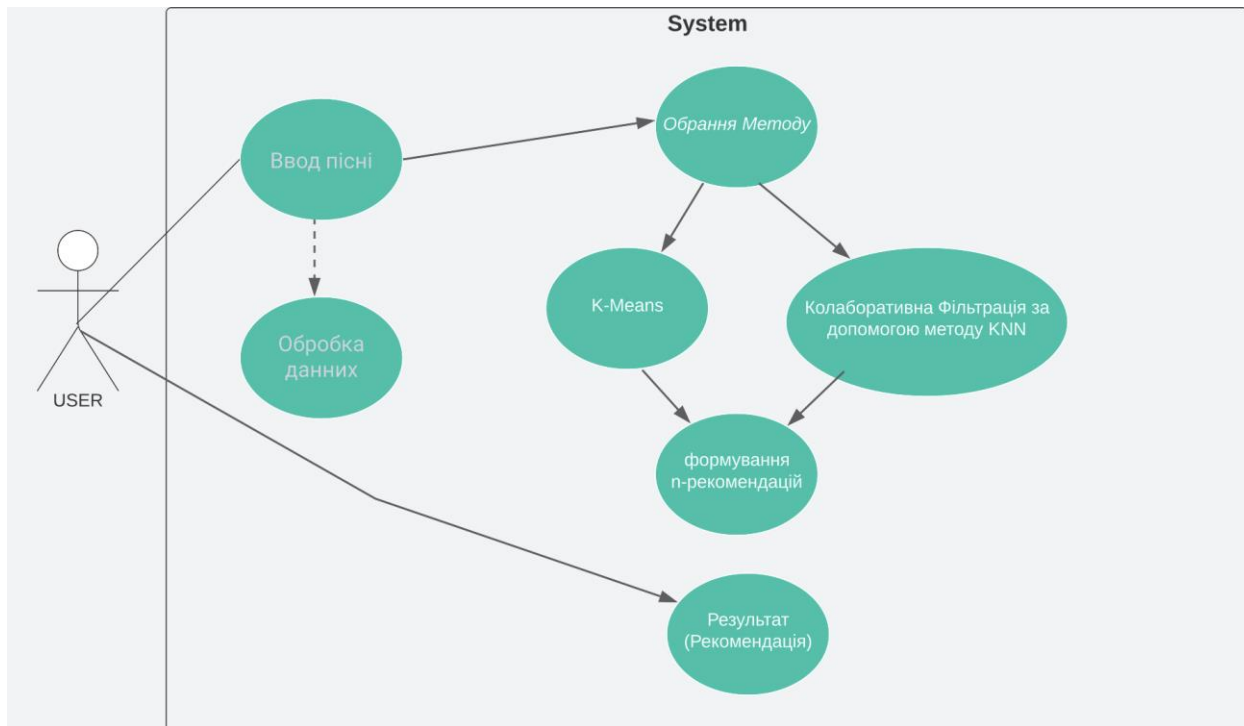 System
Ввод пісні
Обрання Методу
K-Means
Колаборативна Фільтрація за
допомогою методу KNN
Обробка
данних
USER
формування
n-рекомендацій
Результат
(Рекомендація)